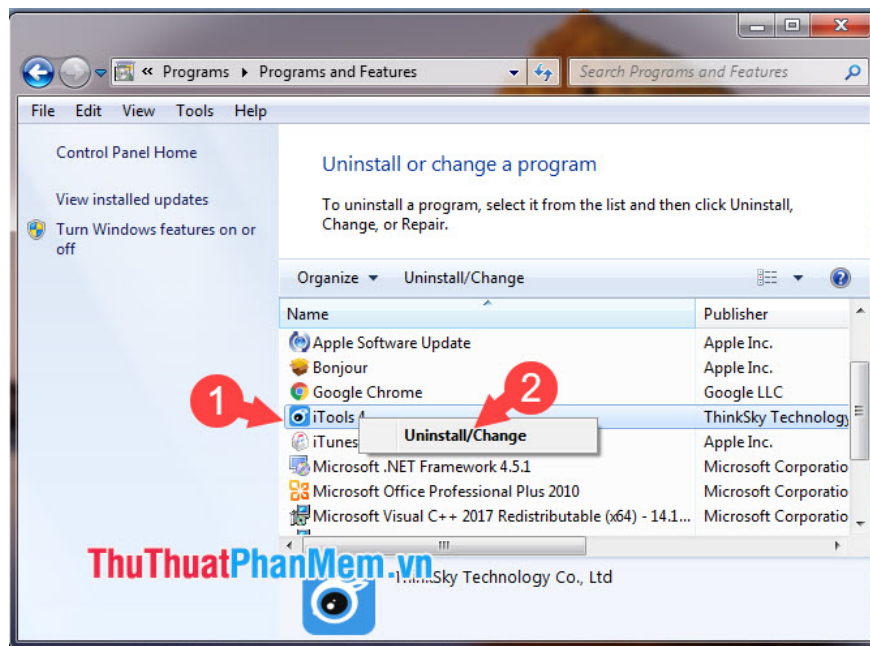 « Programs ▸ Programs and Features
Search Programs and Features
File Edit View Tools Help
Control Panel Home
View installed updates
Turn Windows features on or
off
Uninstall or change a program
To uninstall a program, select it from the list and then click Uninstall,
Change, or Repair.
Organize Uninstall/Change
Name Publisher
Apple Software Update Apple Inc.
Bonjour Apple Inc.
Google Chrome Google LLC
1
2
iTools 4 ThinkSky Technology
Uninstall/Change
iTunes Apple Inc.
Microsoft .NET Framework 4.5.1 Microsoft Corporatio
Microsoft Office Professional Plus 2010 Microsoft Corporatio
Microsoft Visual C++ 2017 Redistributable (x64) - 14.1... Microsoft Corporatio
ThuThuatPhanMem.vn
ThinkSky Technology Co., Ltd